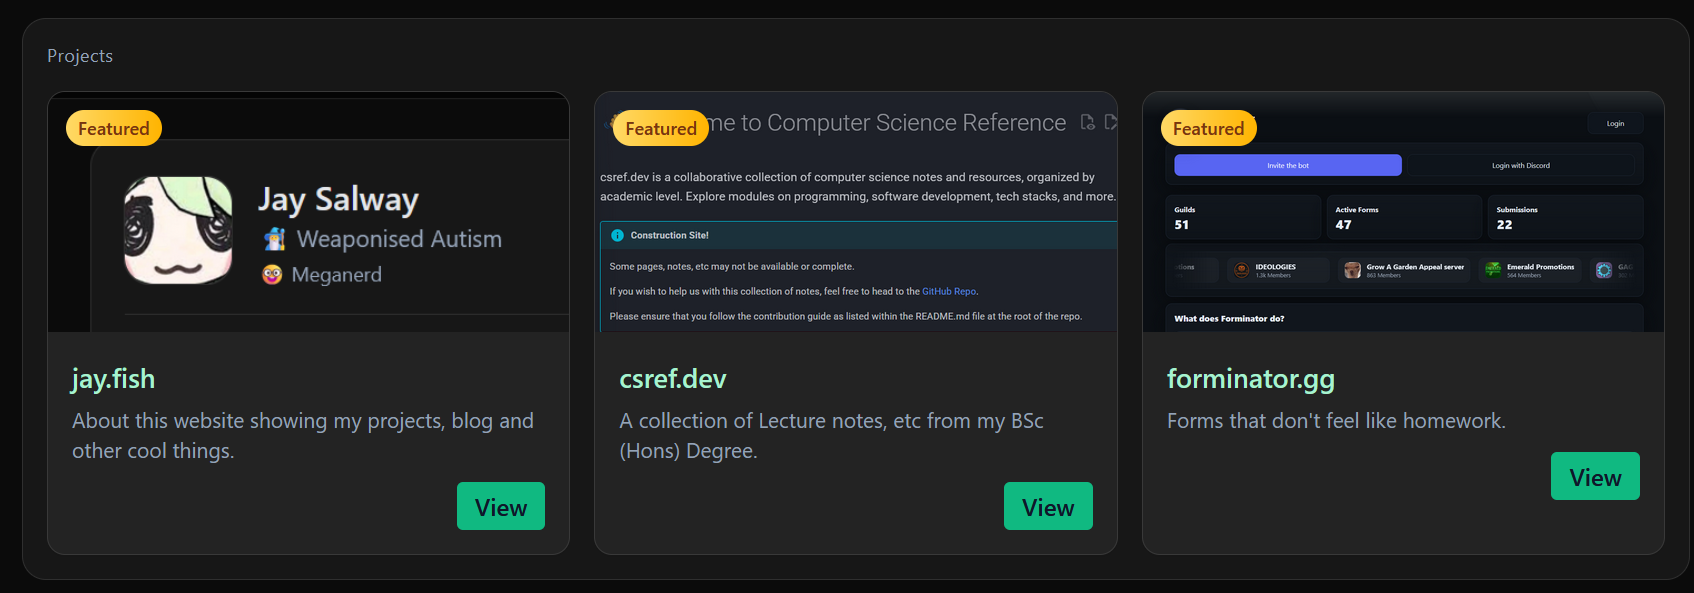 Projects
Featured
Jay Salway
Weaponised Autism
Meganerd
jay.fish
About this website showing my projects, blog and
other cool things.
View
Featured
me to Computer Science Reference
csref.dev is a collaborative collection of computer science notes and resources, organized by
academic level. Explore modules on programming, software development, tech stacks, and more.
Construction Site!
Some pages, notes, etc may not be available or complete.
If you wish to help us with this collection of notes, feel free to head to the GitHub Repo.
Please ensure that you follow the contribution guide as listed within the README.md file at the root of the repo.
csref.dev
A collection of Lecture notes, etc from my BSc
(Hons) Degree.
View
Featured
Login
Invite the bot
Login with Discord
Guilds
51
Active Forms
47
Submissions
22
IDEOLOGIES
1.3k Members
Grow A Garden Appeal server
863 Members
Emerald Promotions
564 Members
What does Forminator do?
forminator.gg
Forms that don't feel like homework.
View